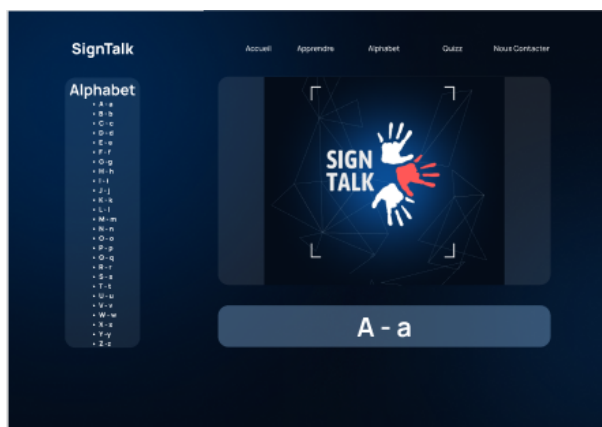 SignTalk
Accueil Apprendre Alphabet Quizz Nous Contacter
Alphabet
A - a
B - b
C - c
D - d
E - e
F - f
G - g
H - h
I - i
J - j
K - k
L - l
M - m
N - n
O - o
P - p
Q - q
R - r
S - s
T - t
U - u
V - v
W - w
X - x
Y - y
Z - z
SIGN
TALK
A - a